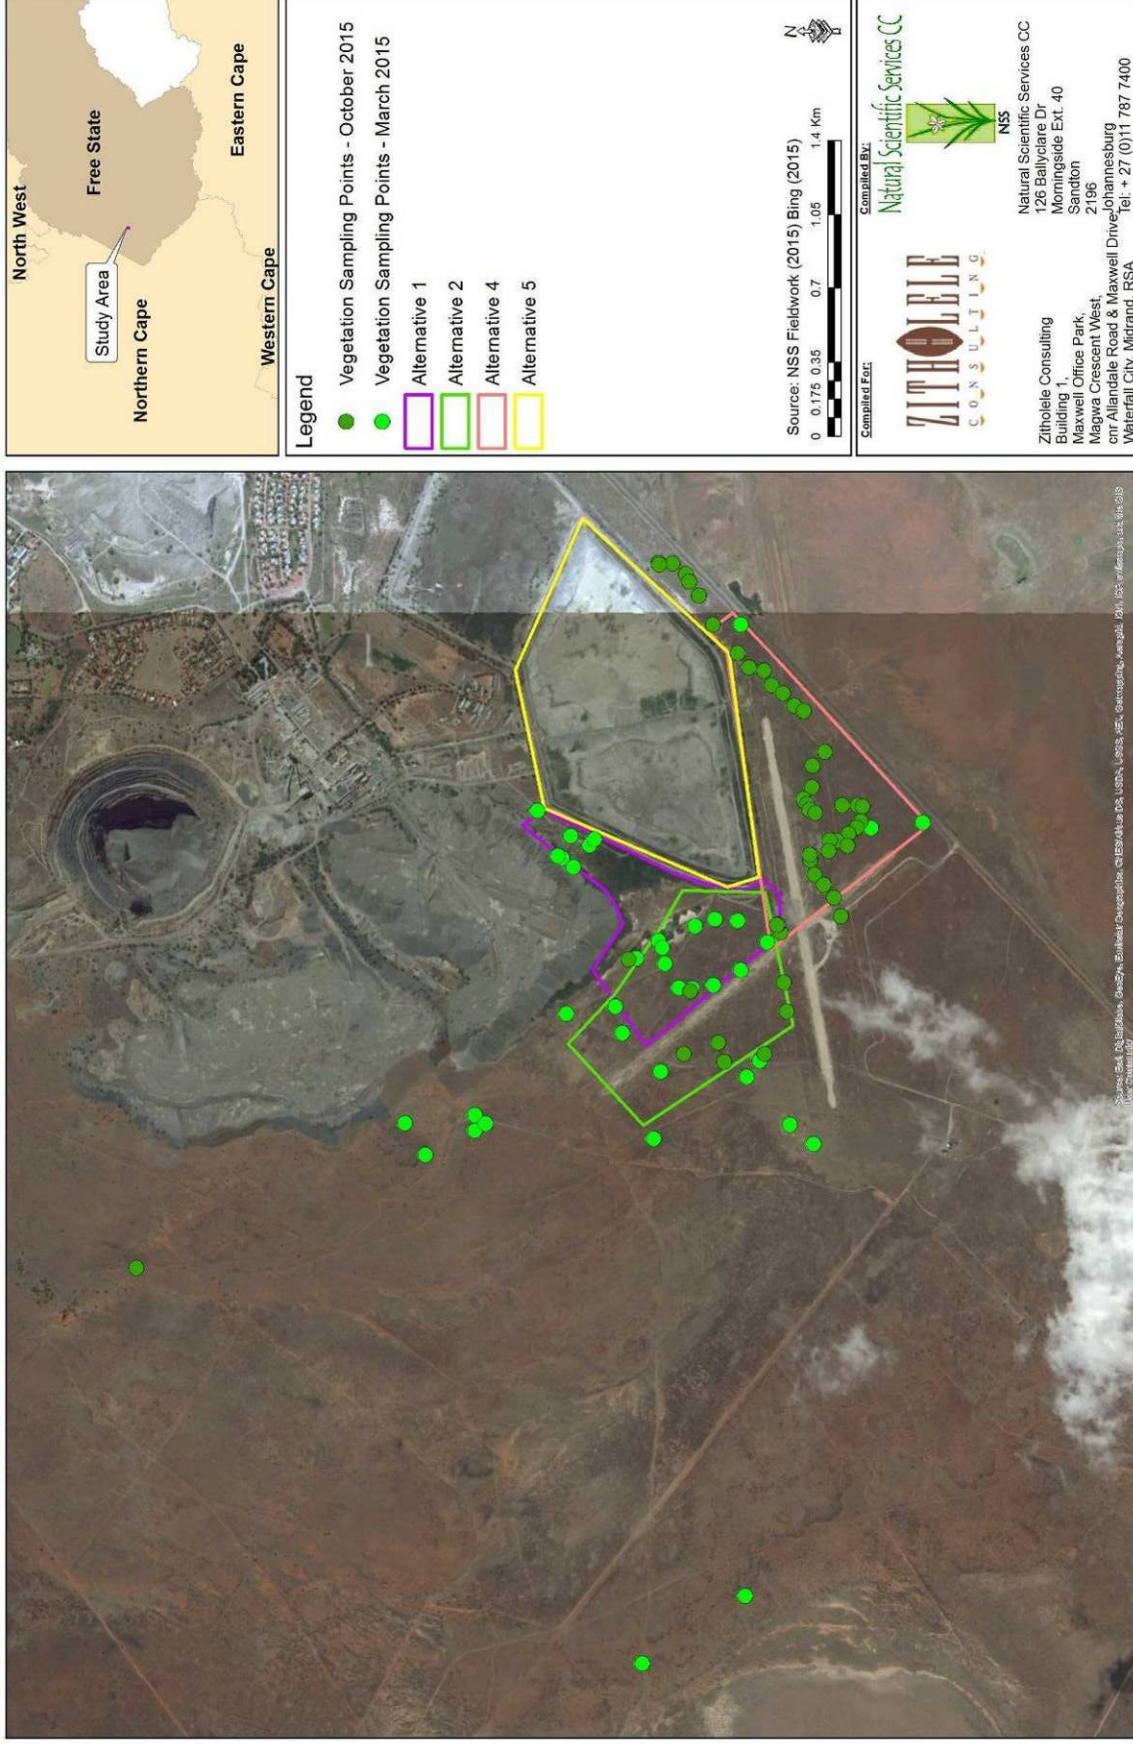 North West
Free State
Study Area
Northern Cape
Eastern Cape
Western Cape
Legend
Vegetation Sampling Points - October 2015
Vegetation Sampling Points - March 2015
Alternative 1
Alternative 2
Alternative 4
Alternative 5
N
Source: NSS Fieldwork (2015) Bing (2015)
0 0.175 0.35 0.7 1.05 1.4 Km
Compiled For:
ZITHOLELE
CONSULTING
Zitholele Consulting
Building 1,
Maxwell Office Park,
Magwa Crescent West,
cnr Allandale Road & Maxwell Drive,
Waterfall City, Midrand, RSA
Compiled By:
Natural Scientific Services CC
NSS
Natural Scientific Services CC
126 Ballyclare Dr
Morningside Ext. 40
Sandton
2196
Johannesburg
Tel: + 27 (0)11 787 7400